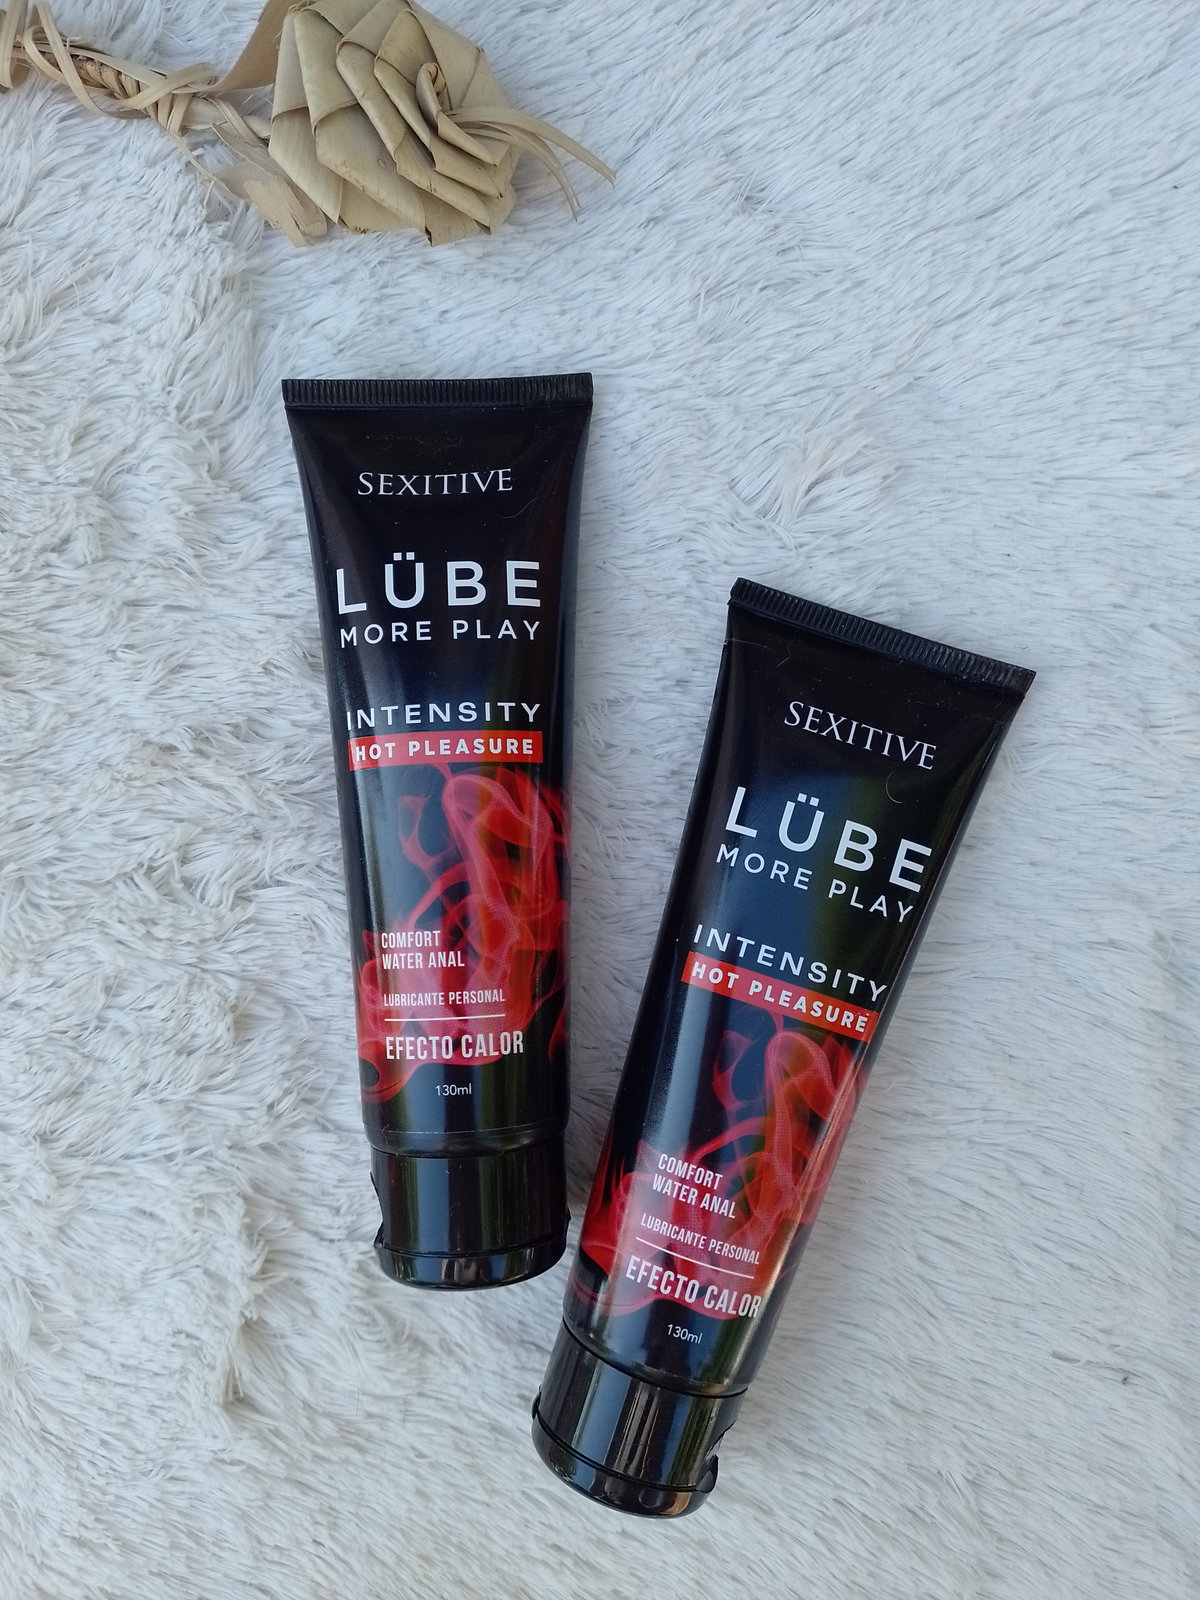 SEXITIVE
LÜBE
MORE PLAY
INTENSITY
HOT PLEASURE
COMFORT
WATER ANAL
LUBRICANTE PERSONAL
EFECTO CALOR
130ml
SEXITIVE
LÜBE
MORE PLAY
INTENSITY
HOT PLEASURE
COMFORT
WATER ANAL
LUBRICANTE PERSONAL
EFECTO CALOR
130ml